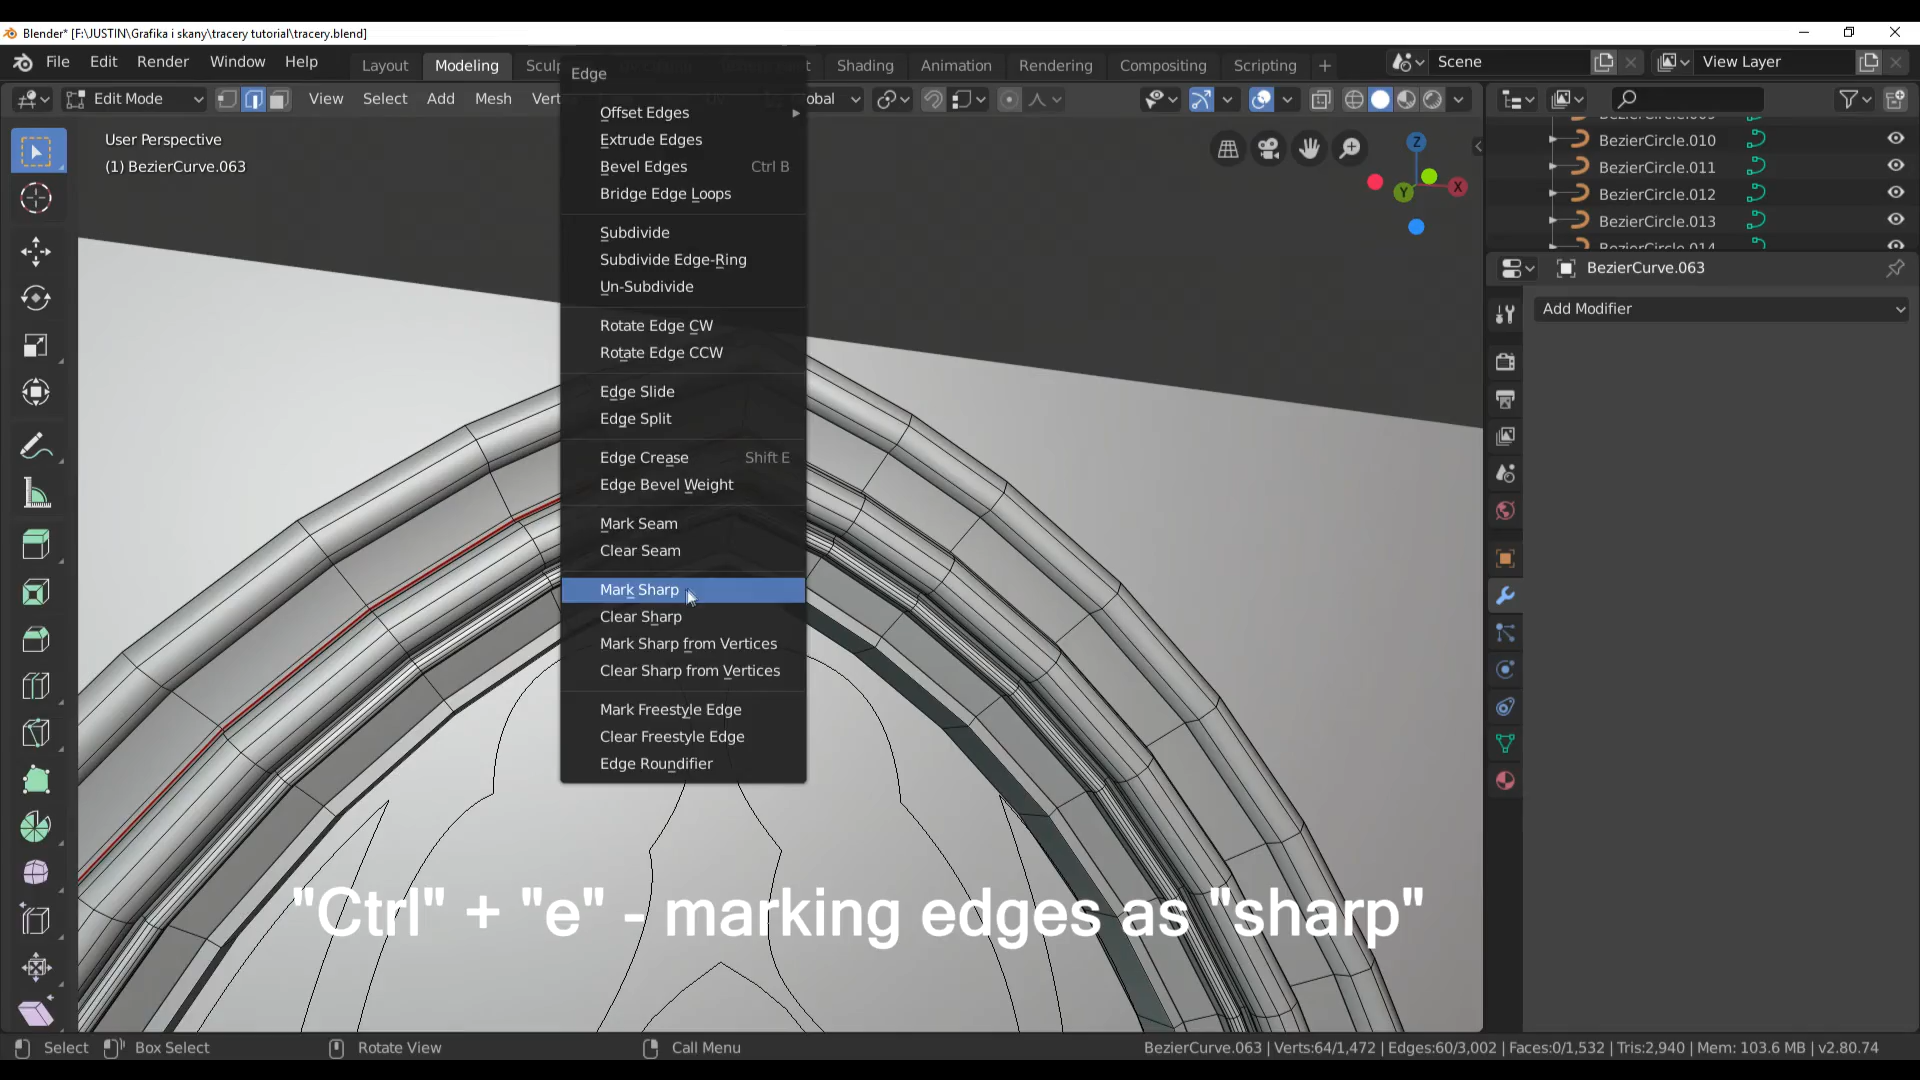 Blender* [F:\JUSTIN\Grafika i skany\tracery tutorial\tracery.blend]
File Edit Render Window Help Layout Modeling Shading Animation Rendering Compositing Scripting + Scene View Layer
Edit Mode View Select Add Mesh
User Perspective
(1) BezierCurve.063
Edge
Offset Edges
Extrude Edges
Bevel Edges Ctrl B
Bridge Edge Loops
Subdivide
Subdivide Edge-Ring
Un-Subdivide
Rotate Edge CW
Rotate Edge CCW
Edge Slide
Edge Split
Edge Crease Shift E
Edge Bevel Weight
Mark Seam
Clear Seam
Mark Sharp
Clear Sharp
Mark Sharp from Vertices
Clear Sharp from Vertices
Mark Freestyle Edge
Clear Freestyle Edge
Edge Roundifier
Z
X
Y
BezierCircle.010
BezierCircle.011
BezierCircle.012
BezierCircle.013
BezierCircle.014
BezierCurve.063
Add Modifier
"Ctrl" + "e" - marking edges as "sharp"
Select Box Select Rotate View Call Menu BezierCurve.063 | Verts:64/1,472 | Edges:60/3,002 | Faces:0/1,532 | Tris:2,940 | Mem: 103.6 MB | v2.80.74